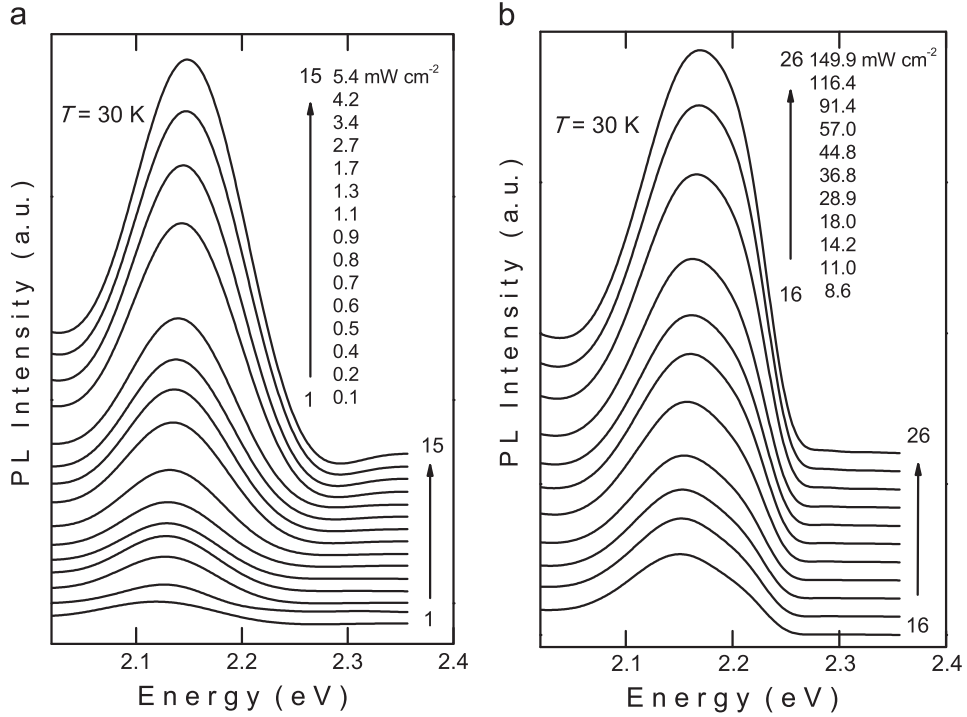 a
15 5.4 mW cm-2
4.2
T = 30 K
3.4
2.7
1.7
1.3
1.1
0.9
0.8
0.7
0.6
0.5
0.4
0.2
1 0.1
15
1
PL Intensity (a.u.)
2.1 2.2 2.3 2.4
Energy (eV)
b
26 149.9 mW cm-2
116.4
91.4
T = 30 K
57.0
44.8
36.8
28.9
18.0
14.2
11.0
16 8.6
26
16
PL Intensity (a.u.)
2.1 2.2 2.3 2.4
Energy (eV)